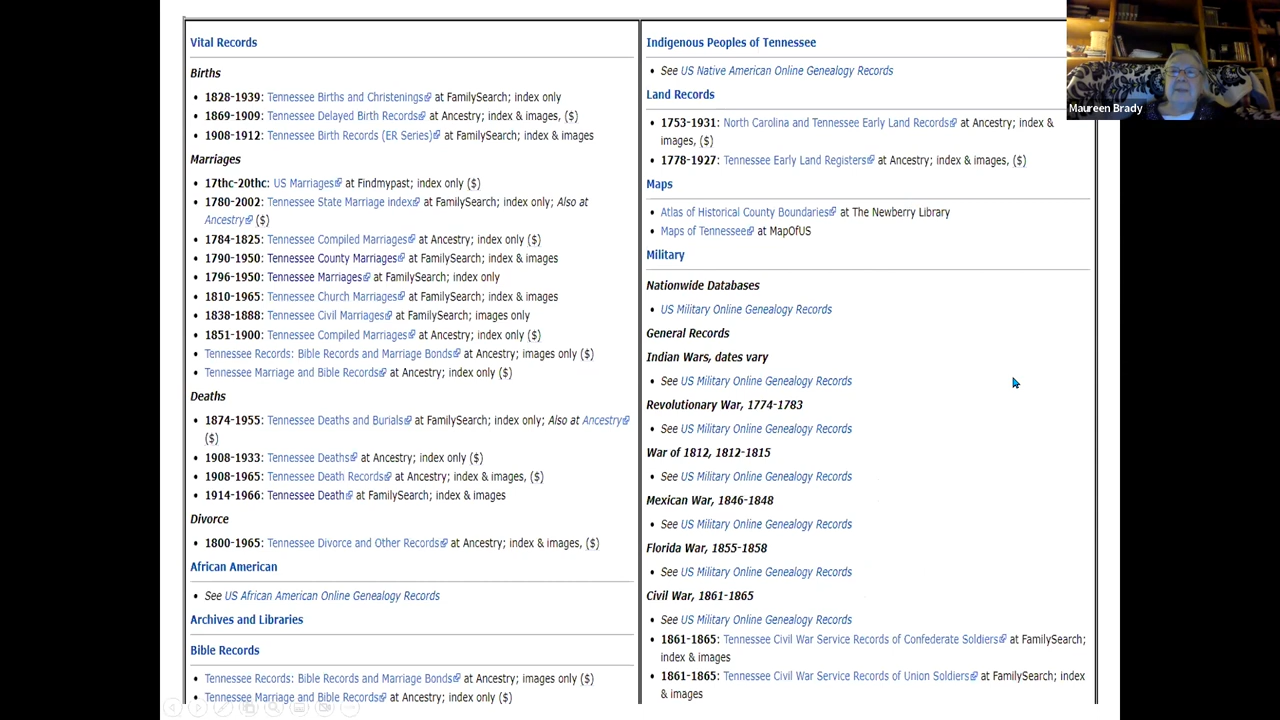 Vital Records
Births
1828-1939: Tennessee Births and Christenings at FamilySearch; index only
1869-1909: Tennessee Delayed Birth Records at Ancestry; index & images, ($)
1908-1912: Tennessee Birth Records (ER Series) at FamilySearch; index & images
Marriages
17thc-20thc: US Marriages at Findmypast; index only ($)
1780-2002: Tennessee State Marriage index at FamilySearch; index only; Also at
Ancestry ($)
1784-1825: Tennessee Compiled Marriages at Ancestry; index only ($)
1790-1950: Tennessee County Marriages at FamilySearch; index & images
1796-1950: Tennessee Marriages at FamilySearch; index only
1810-1965: Tennessee Church Marriages at FamilySearch; index & images
1838-1888: Tennessee Civil Marriages at FamilySearch; images only
1851-1900: Tennessee Compiled Marriages at Ancestry; index only ($)
Tennessee Records: Bible Records and Marriage Bonds at Ancestry; images only ($)
Tennessee Marriage and Bible Records at Ancestry; index only ($)
Deaths
1874-1955: Tennessee Deaths and Burials at FamilySearch; index only; Also at Ancestry
($)
1908-1933: Tennessee Deaths at Ancestry; index only ($)
1908-1965: Tennessee Death Records at Ancestry; index & images, ($)
1914-1966: Tennessee Death at FamilySearch; index & images
Divorce
1800-1965: Tennessee Divorce and Other Records at Ancestry; index & images, ($)
African American
See US African American Online Genealogy Records
Archives and Libraries
Bible Records
Tennessee Records: Bible Records and Marriage Bonds at Ancestry; images only ($)
Tennessee Marriage and Bible Records at Ancestry; index only ($)
Indigenous Peoples of Tennessee
See US Native American Online Genealogy Records
Land Records
1753-1931: North Carolina and Tennessee Early Land Records at Ancestry; index &
images, ($)
1778-1927: Tennessee Early Land Registers at Ancestry; index & images, ($)
Maps
Atlas of Historical County Boundaries at The Newberry Library
Maps of Tennessee at MapOfUS
Military
Nationwide Databases
US Military Online Genealogy Records
General Records
Indian Wars, dates vary
See US Military Online Genealogy Records
Revolutionary War, 1774-1783
See US Military Online Genealogy Records
War of 1812, 1812-1815
See US Military Online Genealogy Records
Mexican War, 1846-1848
See US Military Online Genealogy Records
Florida War, 1855-1858
See US Military Online Genealogy Records
Civil War, 1861-1865
See US Military Online Genealogy Records
1861-1865: Tennessee Civil War Service Records of Confederate Soldiers at FamilySearch;
index & images
1861-1865: Tennessee Civil War Service Records of Union Soldiers at FamilySearch; index
& images
Maureen Brady